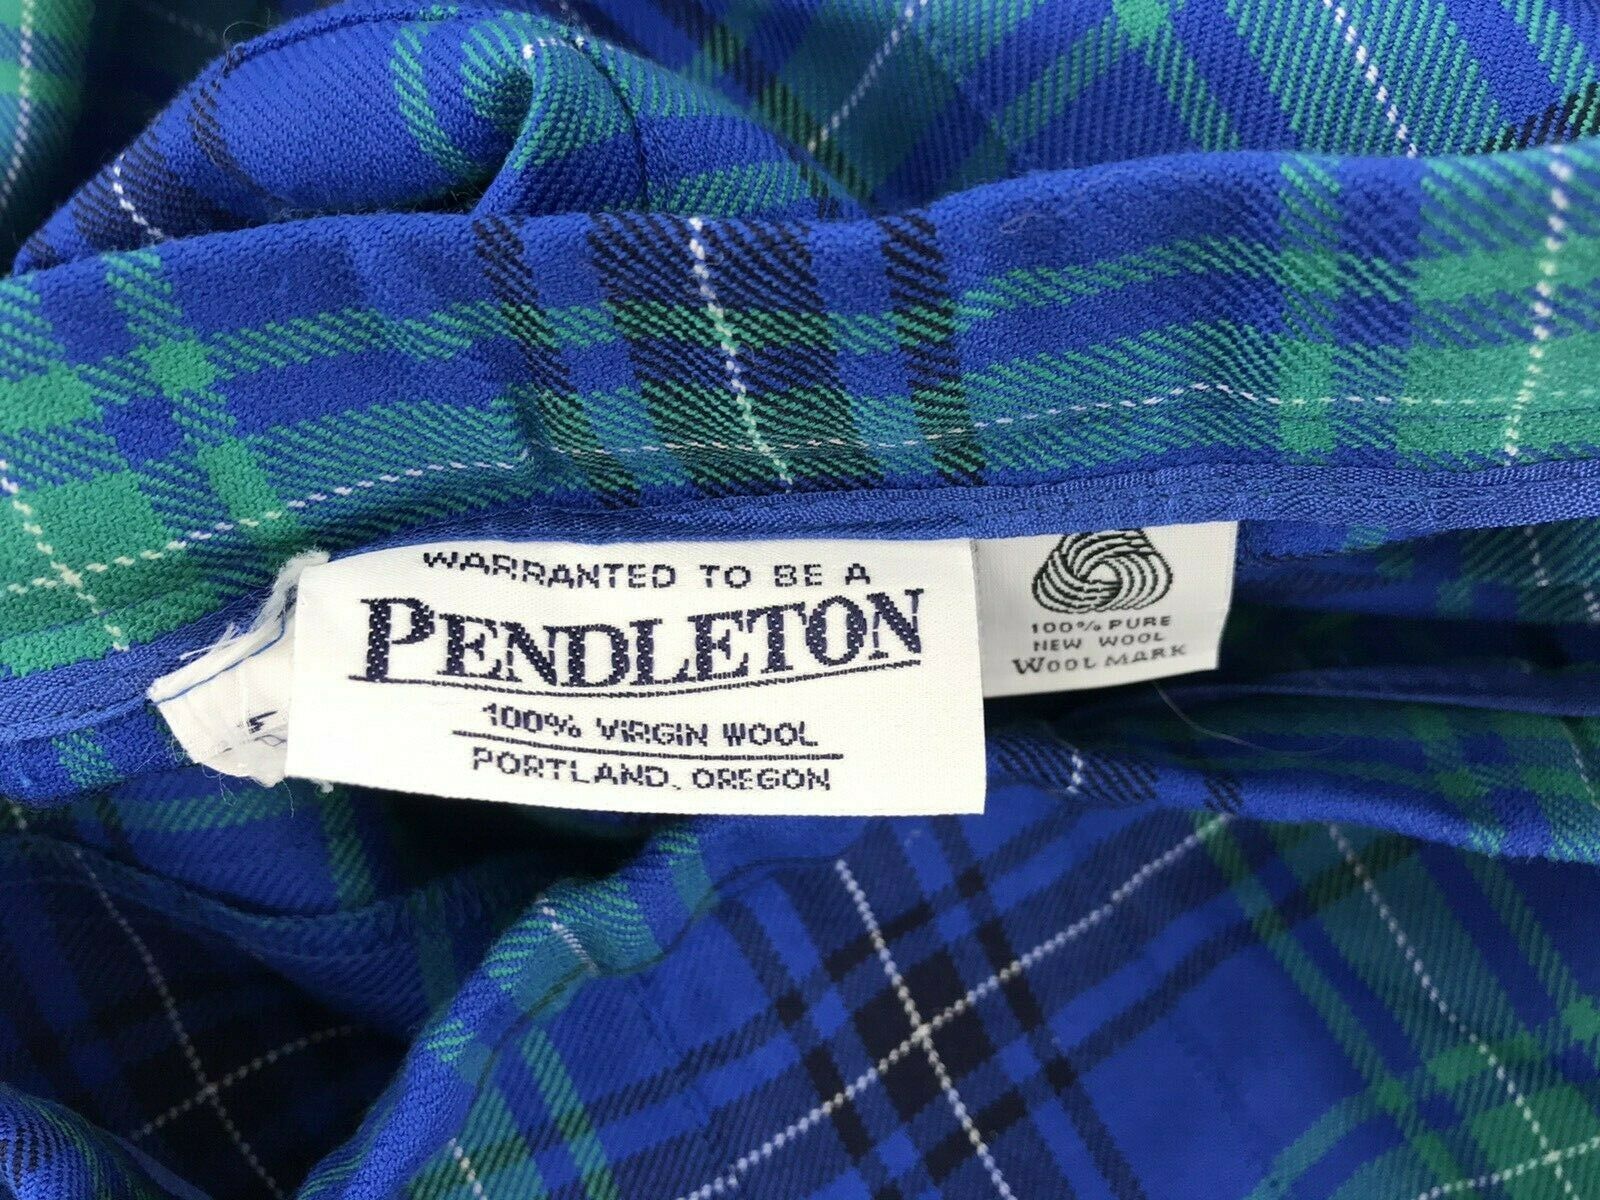 WARRANTED TO BE A
PENDLETON
100% VIRGIN WOOL
PORTLAND, OREGON
100% PURE
NEW WOOL
WOOLMARK